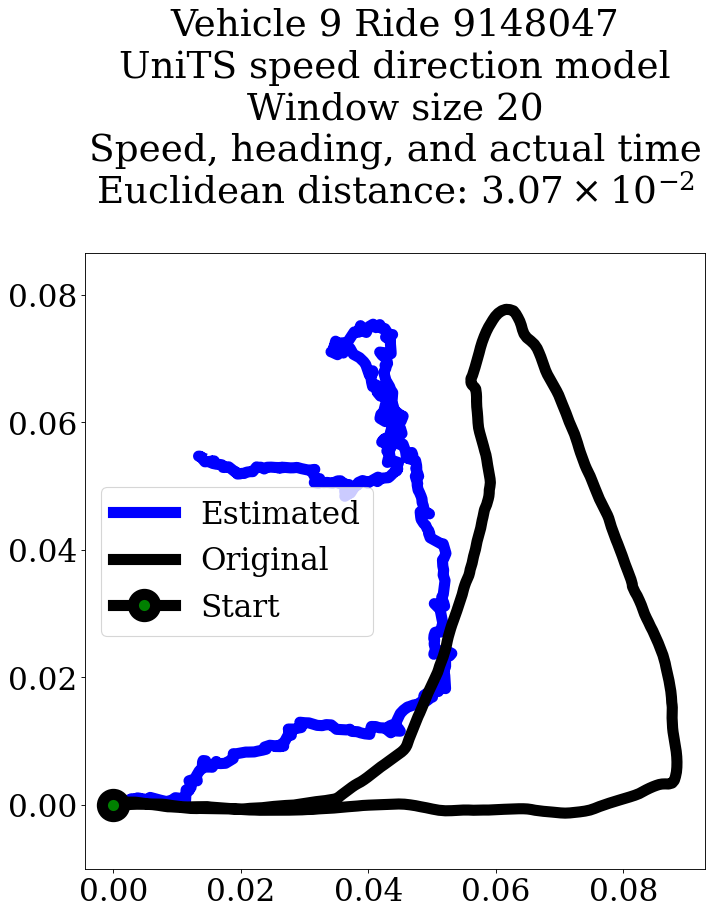 Vehicle 9 Ride 9148047
UniTS speed direction model
Window size 20
Speed, heading, and actual time
Euclidean distance: 3.07 × 10⁻²
0.08
0.06
0.04
0.02
0.00
Estimated
Original
Start
0.00 0.02 0.04 0.06 0.08